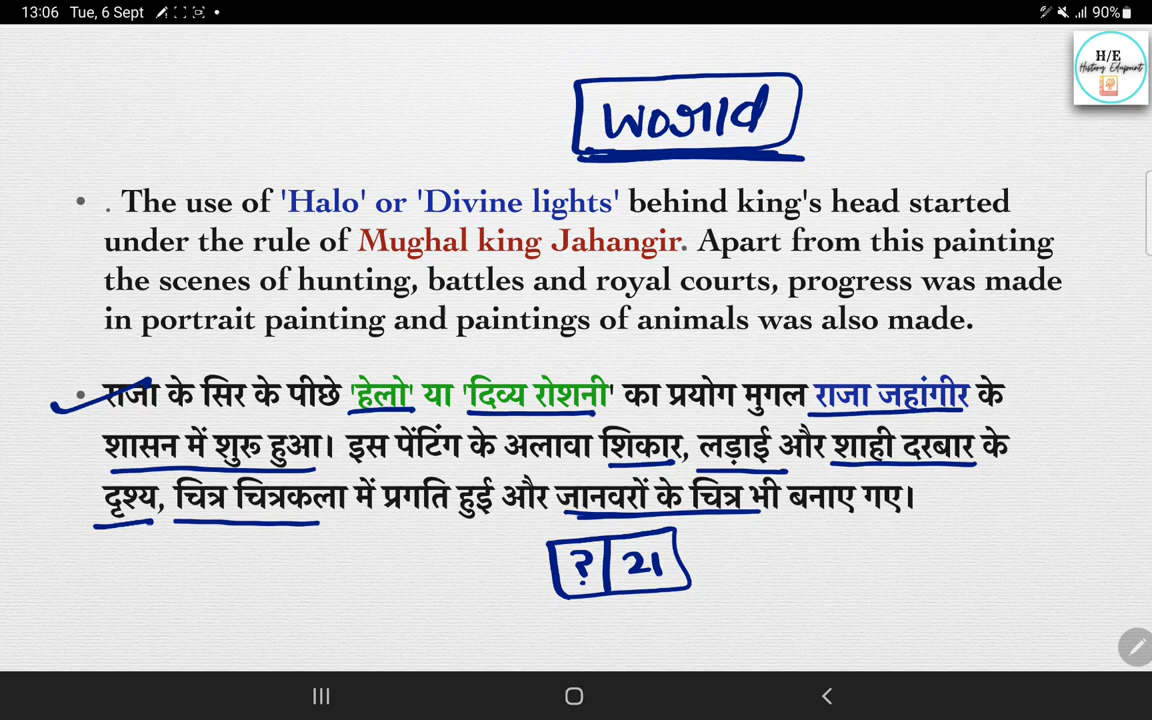 13:06 Tue, 6 Sept
90%
H/E
History Edupoint
World
• . The use of 'Halo' or 'Divine lights' behind king's head started
under the rule of Mughal king Jahangir. Apart from this painting
the scenes of hunting, battles and royal courts, progress was made
in portrait painting and paintings of animals was also made.
• राजा के सिर के पीछे 'हेलो' या 'दिव्य रोशनी' का प्रयोग मुगल राजा जहांगीर के
शासन में शुरू हुआ। इस पेंटिंग के अलावा शिकार, लड़ाई और शाही दरबार के
दृश्य, चित्र चित्रकला में प्रगति हुई और जानवरों के चित्र भी बनाए गए।
? 21